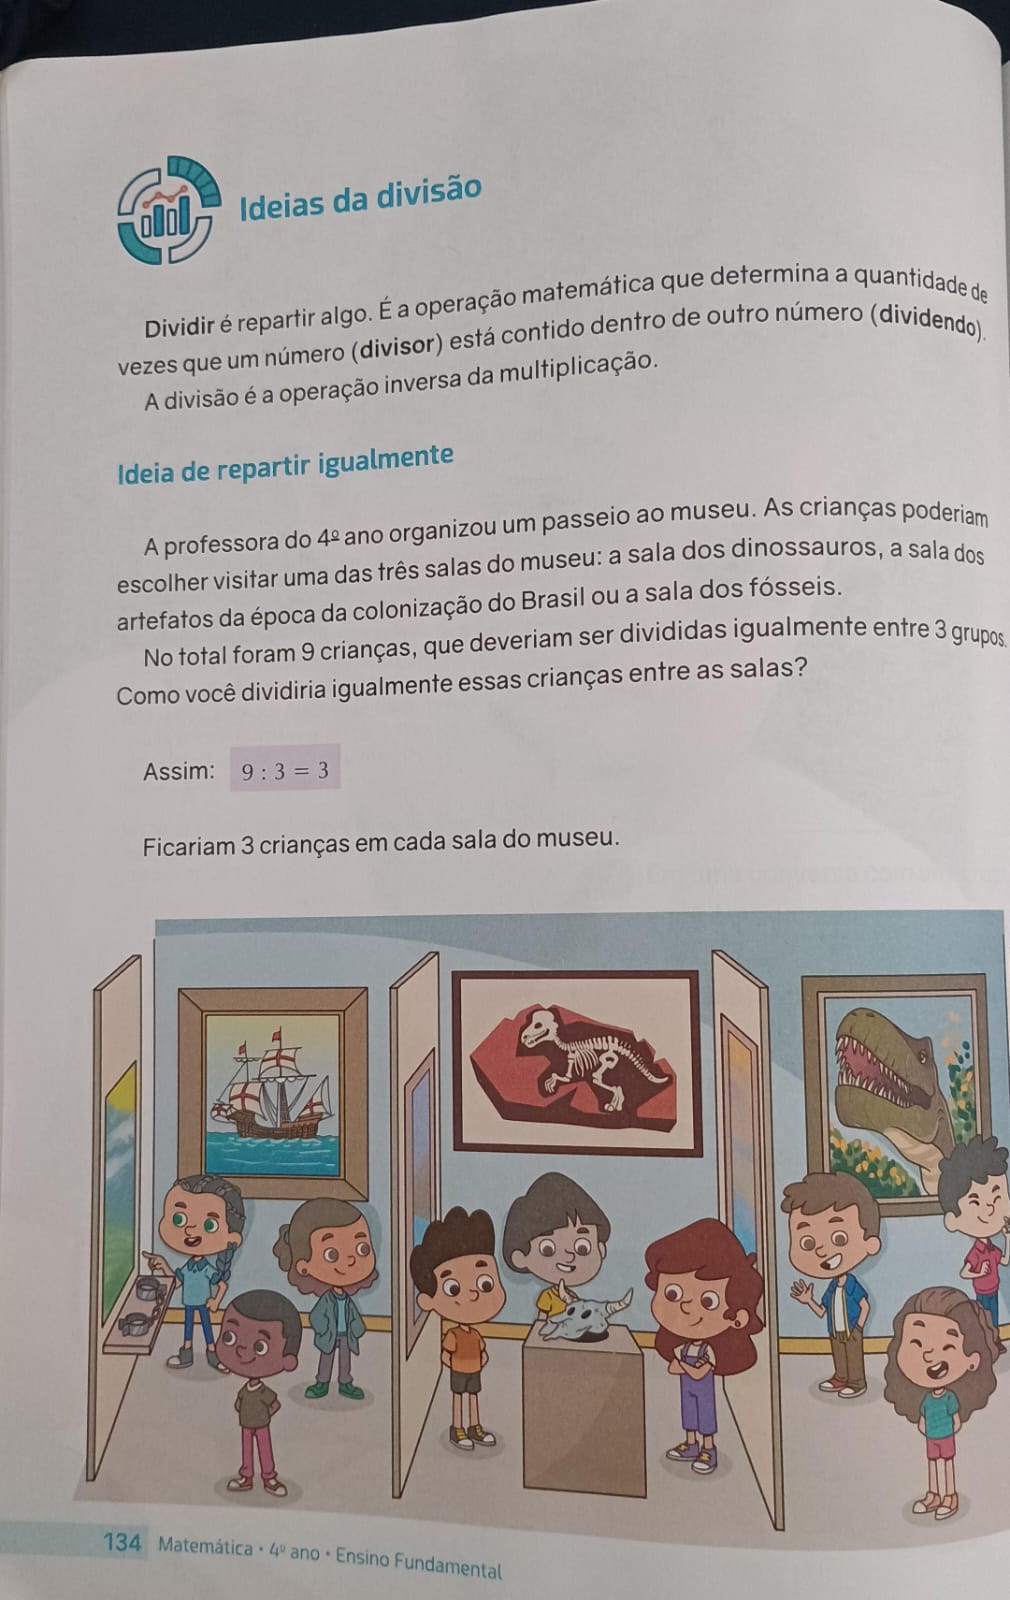 Ideias da divisão
Dividir é repartir algo. É a operação matemática que determina a quantidade de
vezes que um número (divisor) está contido dentro de outro número (dividendo).
A divisão é a operação inversa da multiplicação.
Ideia de repartir igualmente
A professora do 4º ano organizou um passeio ao museu. As crianças poderiam
escolher visitar uma das três salas do museu: a sala dos dinossauros, a sala dos
artefatos da época da colonização do Brasil ou a sala dos fósseis.
No total foram 9 crianças, que deveriam ser divididas igualmente entre 3 grupos.
Como você dividiria igualmente essas crianças entre as salas?
Assim: 9 : 3 = 3
Ficariam 3 crianças em cada sala do museu.
134 Matemática • 4º ano • Ensino Fundamental